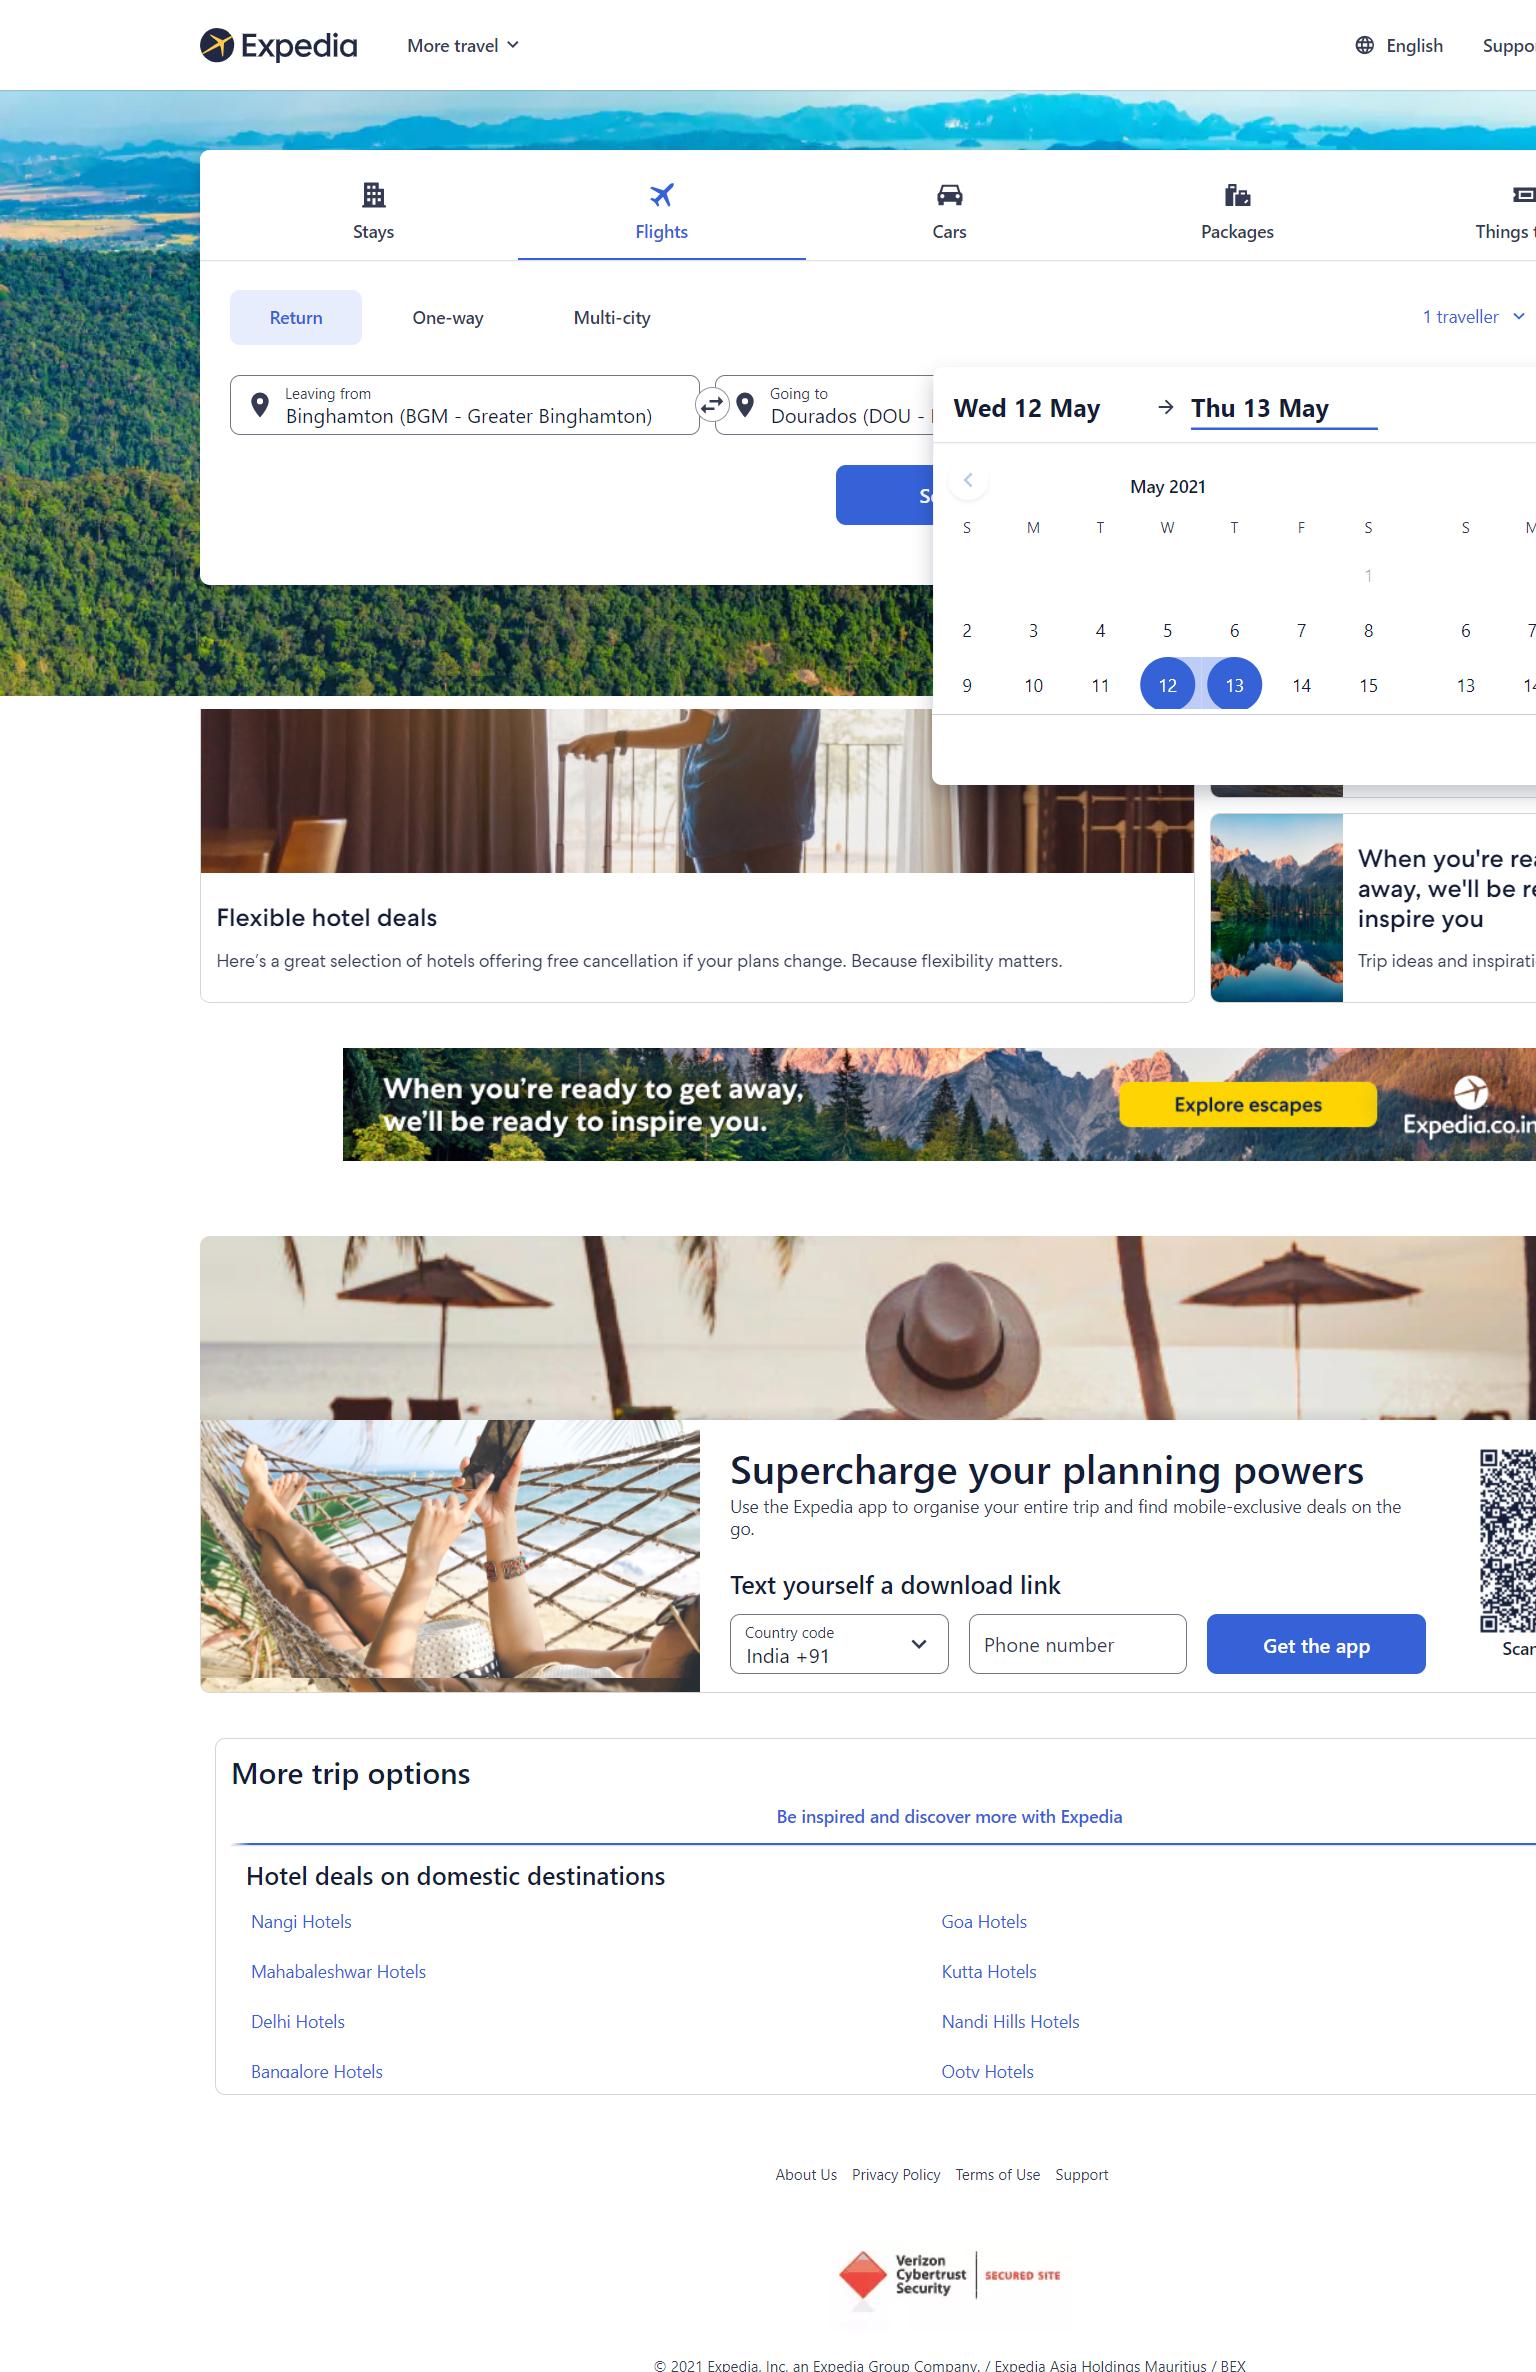 Expedia
More travel
English
Suppo
Stays
Flights
Cars
Packages
Things t
Return
One-way
Multi-city
1 traveller
Leaving from
Binghamton (BGM - Greater Binghamton)
Going to
Dourados (DOU -
Wed 12 May
Thu 13 May
May 2021
S M T W T F S S M
1
2 3 4 5 6 7 8 6 7
9 10 11 12 13 14 15 13 14
Flexible hotel deals
Here's a great selection of hotels offering free cancellation if your plans change. Because flexibility matters.
When you're rea
away, we'll be re
inspire you
Trip ideas and inspirati
When you're ready to get away,
we'll be ready to inspire you.
Explore escapes
Expedia.co.in
Supercharge your planning powers
Use the Expedia app to organise your entire trip and find mobile-exclusive deals on the
go.
Text yourself a download link
Country code
India +91
Phone number
Get the app
Scan
More trip options
Be inspired and discover more with Expedia
Hotel deals on domestic destinations
Nangi Hotels
Goa Hotels
Mahabaleshwar Hotels
Kutta Hotels
Delhi Hotels
Nandi Hills Hotels
Bangalore Hotels
Ooty Hotels
About Us Privacy Policy Terms of Use Support
Verizon
Cybertrust
Security
SECURED SITE
© 2021 Expedia, Inc. an Expedia Group Company. / Expedia Asia Holdings Mauritius / BEX